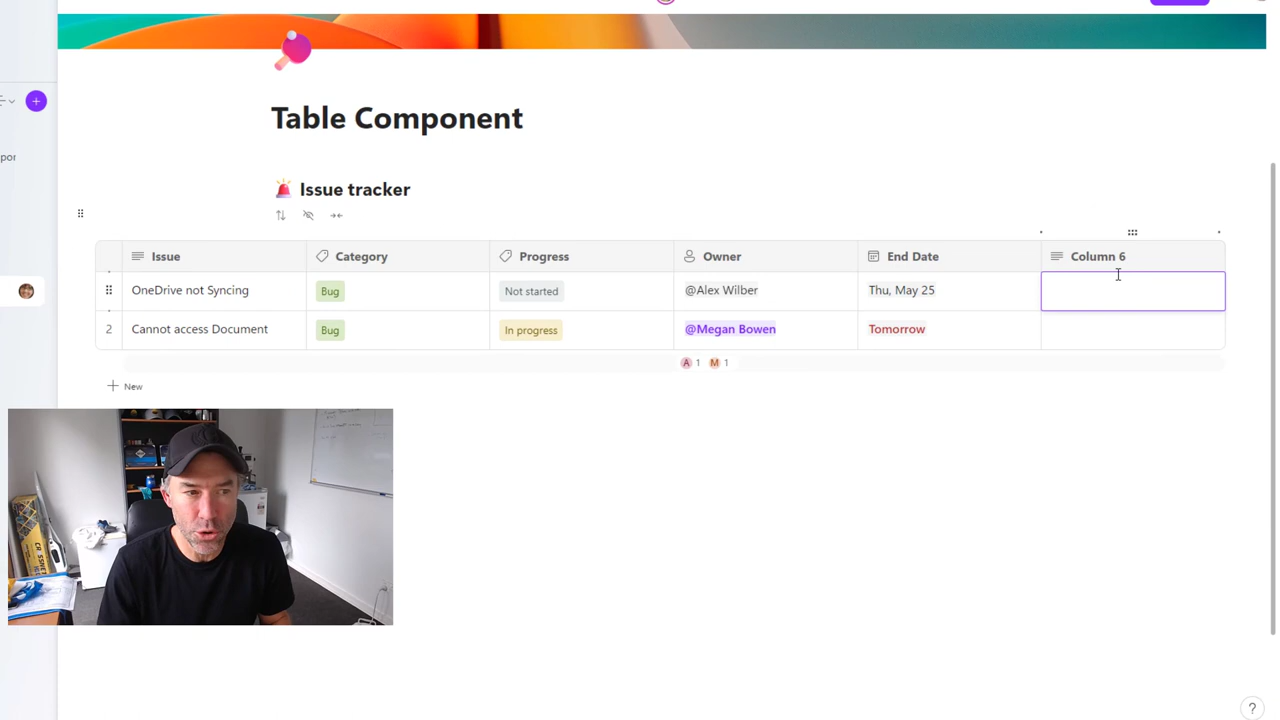 por
Table Component
Issue tracker
Issue Category Progress Owner End Date Column 6
OneDrive not Syncing Bug Not started @Alex Wilber Thu, May 25
2 Cannot access Document Bug In progress @Megan Bowen Tomorrow
A 1 M 1
New
?